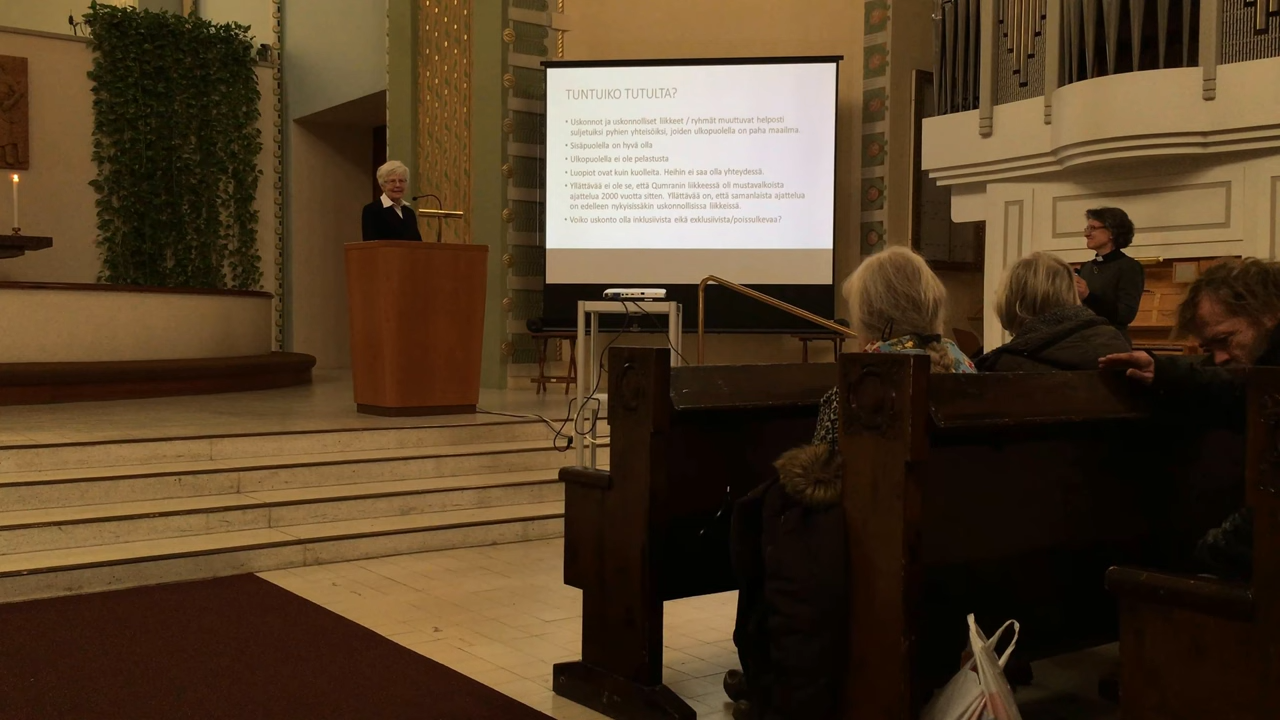 TUNTUIKO TUTULTA?
• Uskonnot ja uskonnolliset liikkeet / ryhmät muuttuvat helposti
suljetuiksi pyhien yhteisöiksi, joiden ulkopuolella on paha maailma.
• Sisäpuolella on hyvä olla
• Ulkopuolella ei ole pelastusta
• Luopiot ovat kuin kuolleita. Heihin ei saa olla yhteydessä.
• Yllättävää ei ole se, että Qumranin liikkeessä oli mustavalkoista
ajattelua 2000 vuotta sitten. Yllättävää on, että samanlaista ajattelua
on edelleen nykyisissäkin uskonnollisissa liikkeissä.
• Voiko uskonto olla inklusiivista eikä exklusiivista/poissulkevaa?